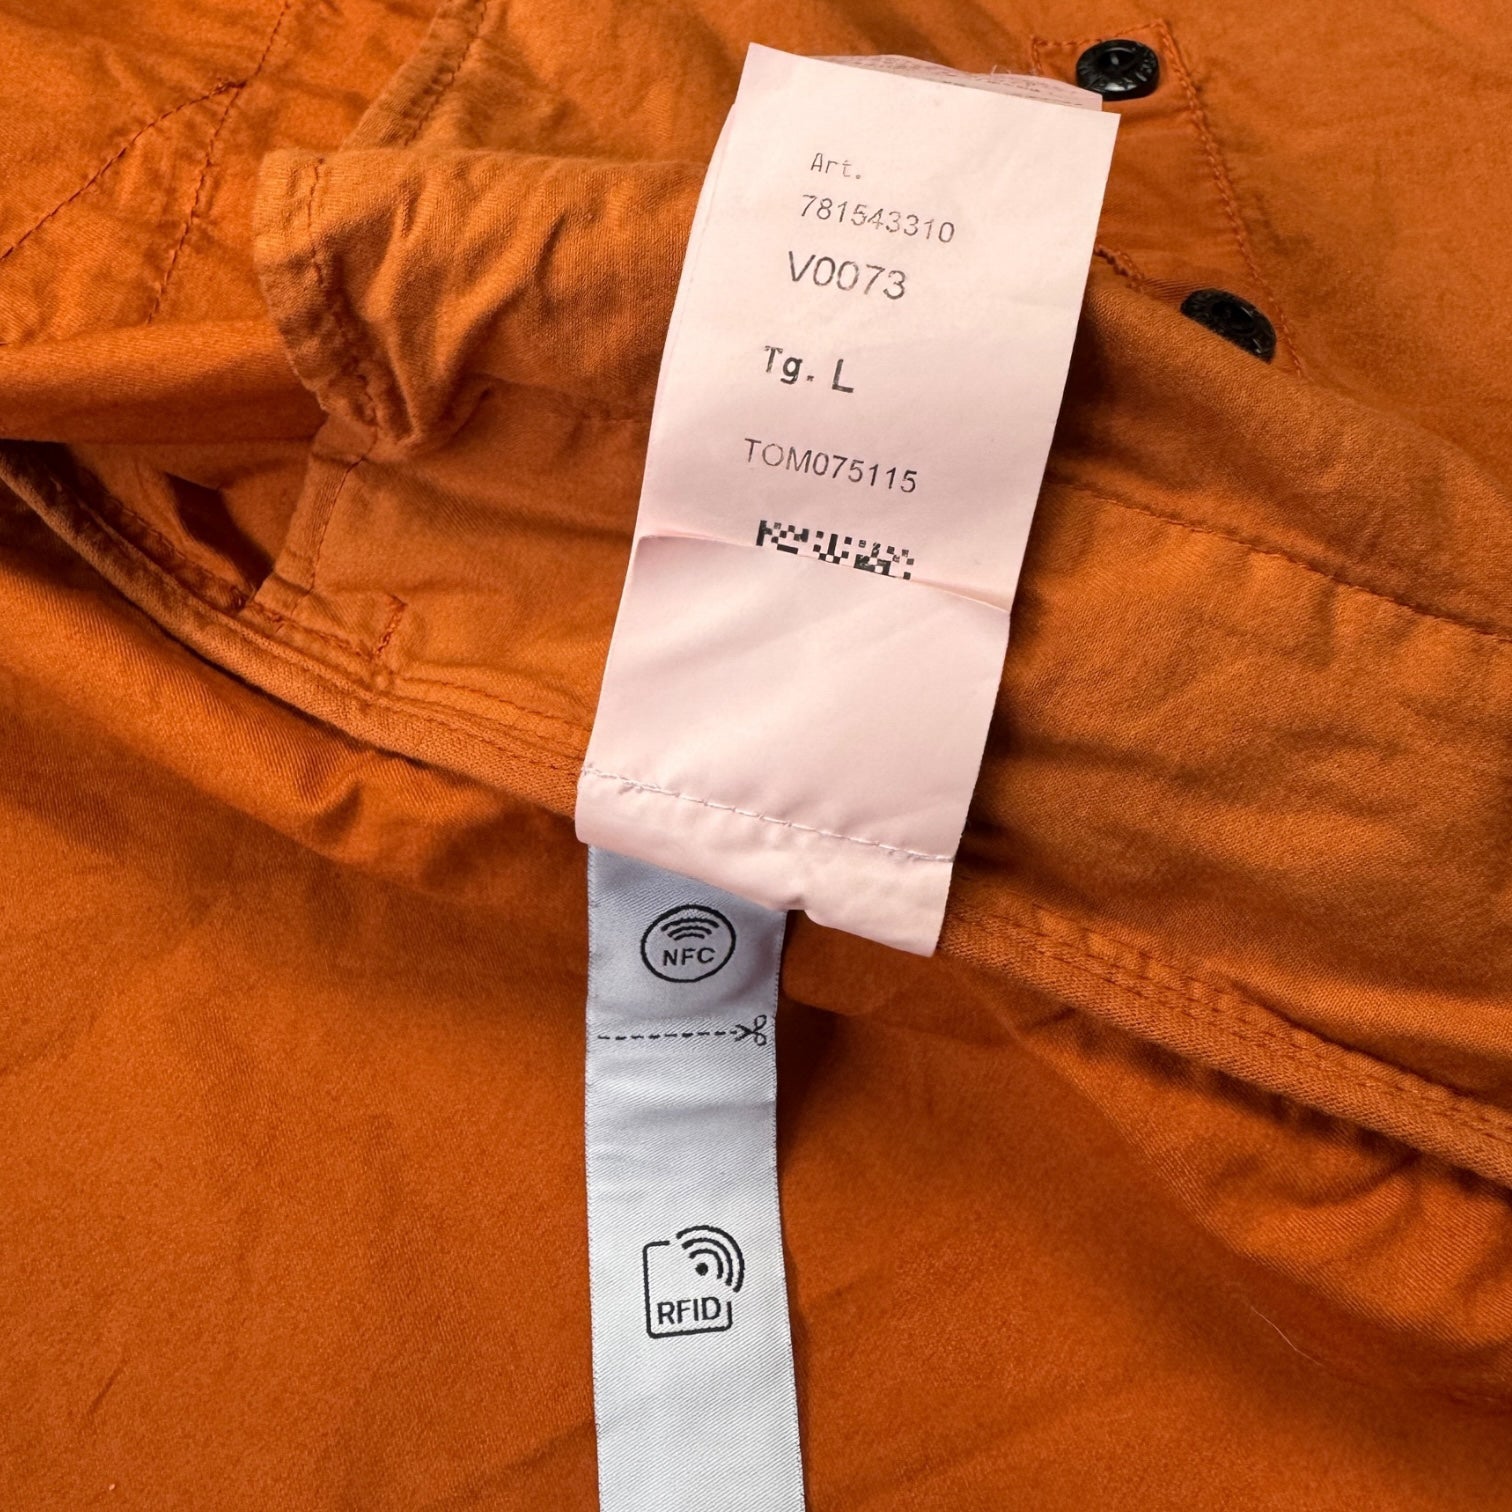 Art.
781543310
V0073
Tg. L
TOM075115
NFC
RFID